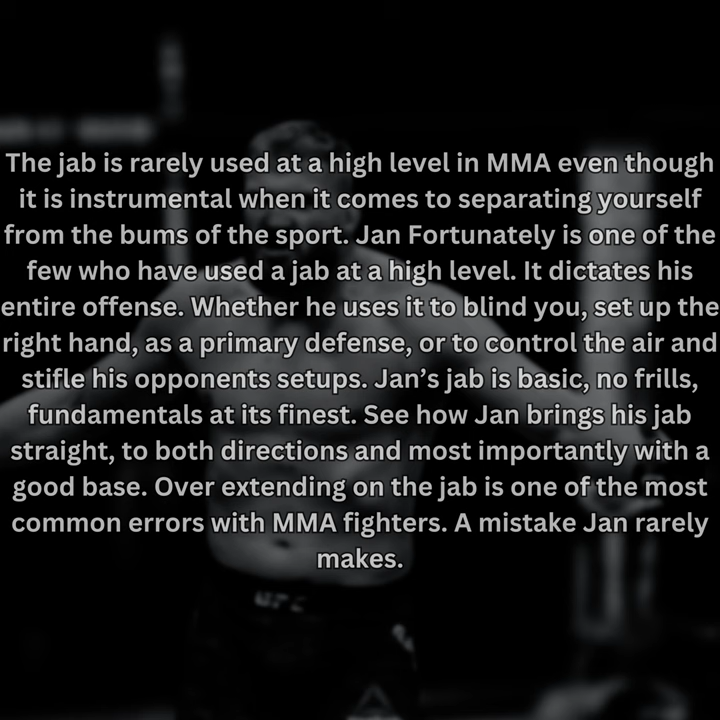 The jab is rarely used at a high level in MMA even though
it is instrumental when it comes to separating yourself
from the bums of the sport. Jan Fortunately is one of the
few who have used a jab at a high level. It dictates his
entire offense. Whether he uses it to blind you, set up the
right hand, as a primary defense, or to control the air and
stifle his opponents setups. Jan’s jab is basic, no frills,
fundamentals at its finest. See how Jan brings his jab
straight, to both directions and most importantly with a
good base. Over extending on the jab is one of the most
common errors with MMA fighters. A mistake Jan rarely
makes.
UFC